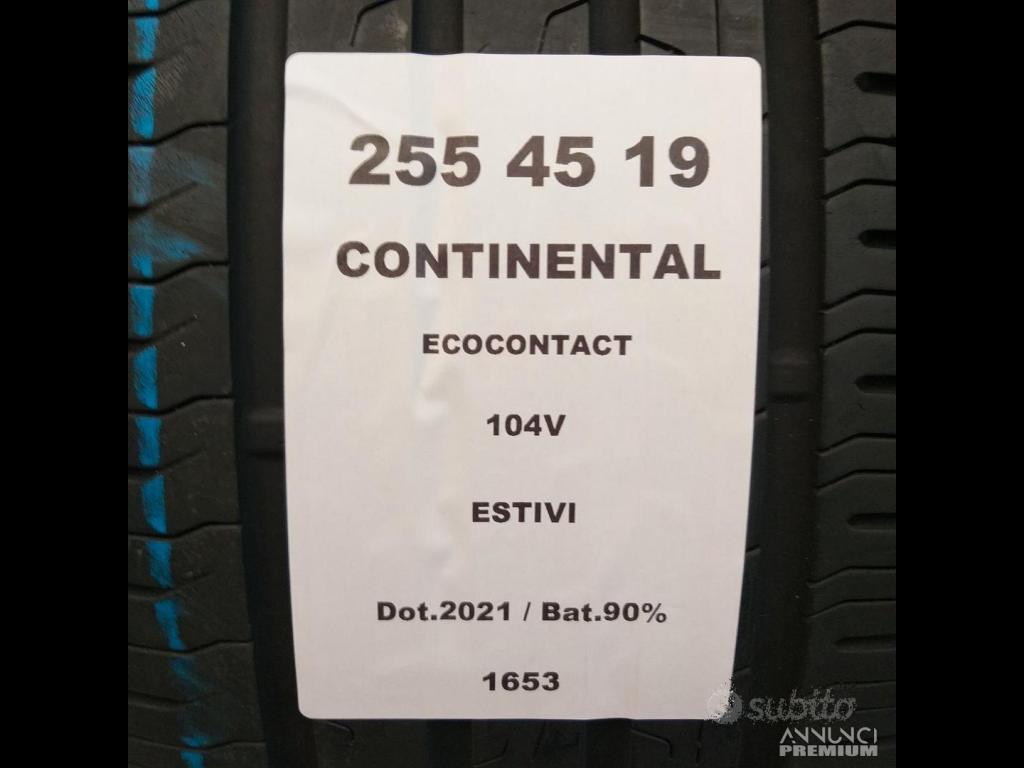 255 45 19
CONTINENTAL
ECOCONTACT
104V
ESTIVI
Dot.2021 / Bat.90%
1653
subito
ANNUNCI
PREMIUM